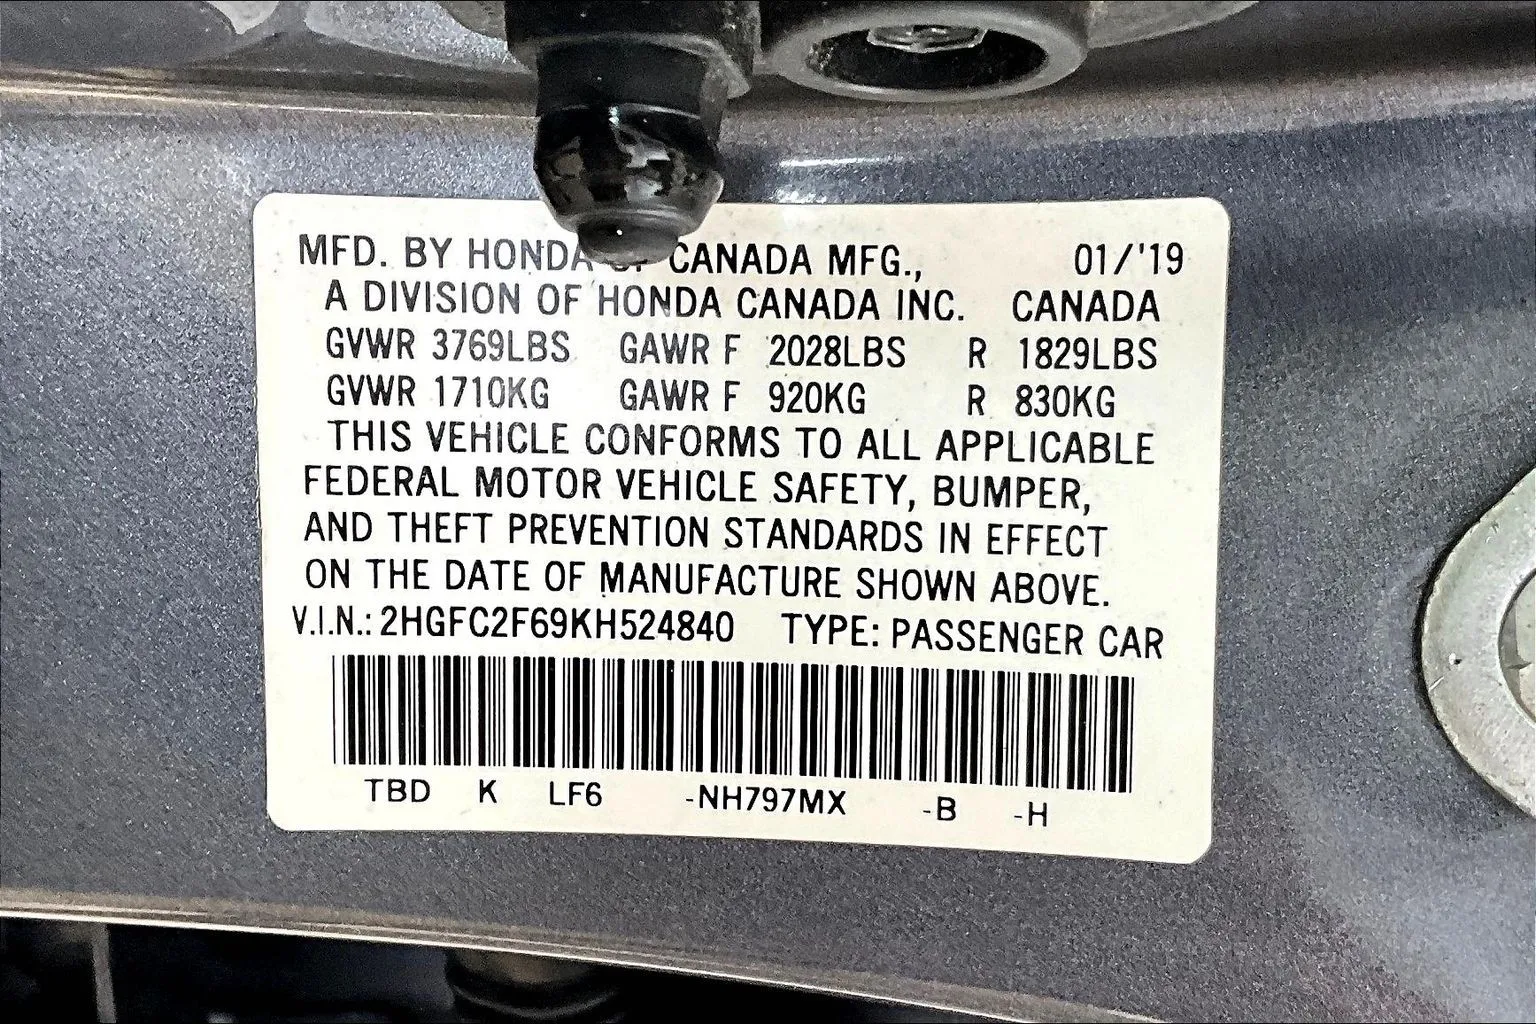 MFD. BY HONDA OF CANADA MFG., 01/'19
A DIVISION OF HONDA CANADA INC. CANADA
GVWR 3769LBS GAWR F 2028LBS R 1829LBS
GVWR 1710KG GAWR F 920KG R 830KG
THIS VEHICLE CONFORMS TO ALL APPLICABLE
FEDERAL MOTOR VEHICLE SAFETY, BUMPER,
AND THEFT PREVENTION STANDARDS IN EFFECT
ON THE DATE OF MANUFACTURE SHOWN ABOVE.
V.I.N.: 2HGFC2F69KH524840 TYPE: PASSENGER CAR
TBD K LF6 -NH797MX -B -H